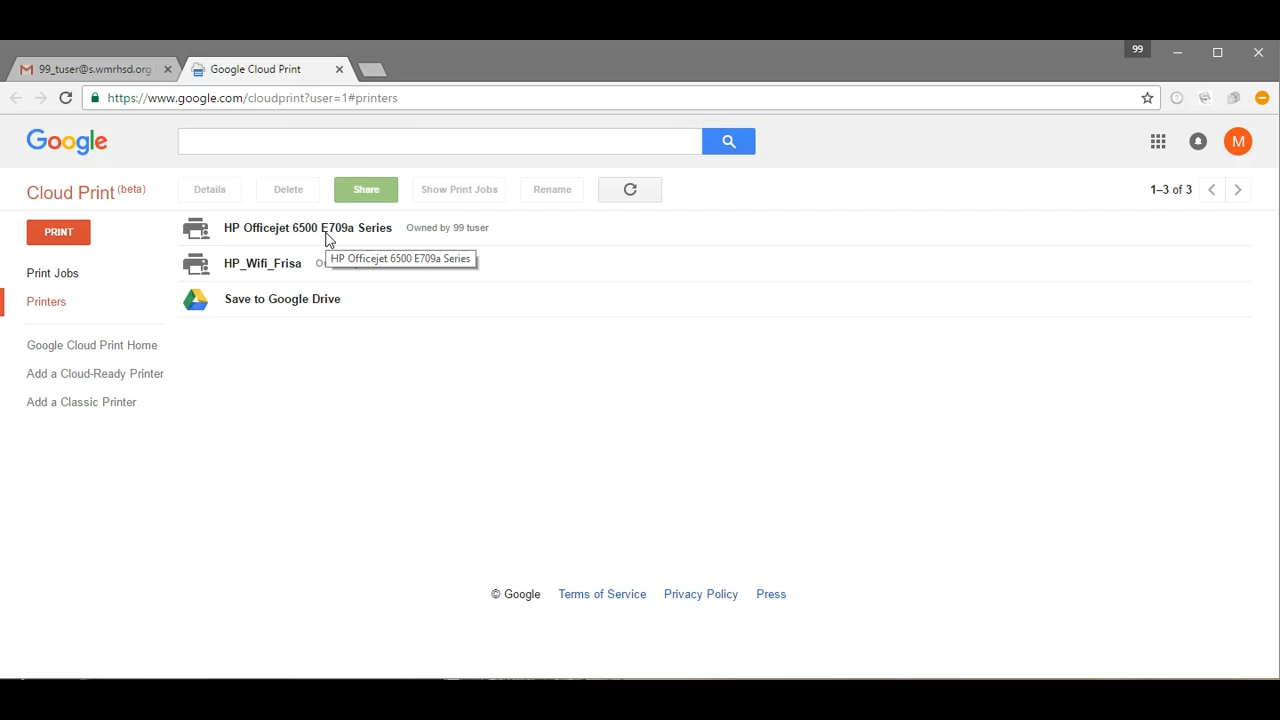 99
99_tuser@s.wmrhsd.org
Google Cloud Print
https://www.google.com/cloudprint?user=1#printers
Google
M
Cloud Print (beta)
Details
Delete
Share
Show Print Jobs
Rename
1–3 of 3
PRINT
Print Jobs
Printers
Google Cloud Print Home
Add a Cloud-Ready Printer
Add a Classic Printer
HP Officejet 6500 E709a Series Owned by 99 tuser
HP Officejet 6500 E709a Series
HP_Wifi_Frisa
Save to Google Drive
© Google Terms of Service Privacy Policy Press